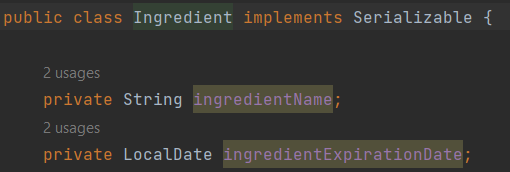 public class Ingredient implements Serializable {
2 usages
private String ingredientName;
2 usages
private LocalDate ingredientExpirationDate;